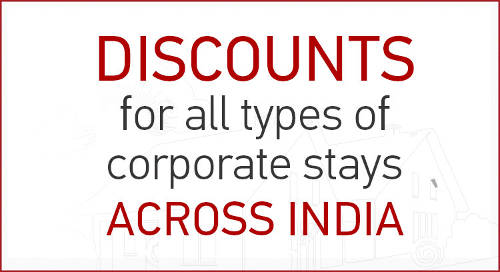 DISCOUNTS
for all types of
corporate stays
ACROSS INDIA